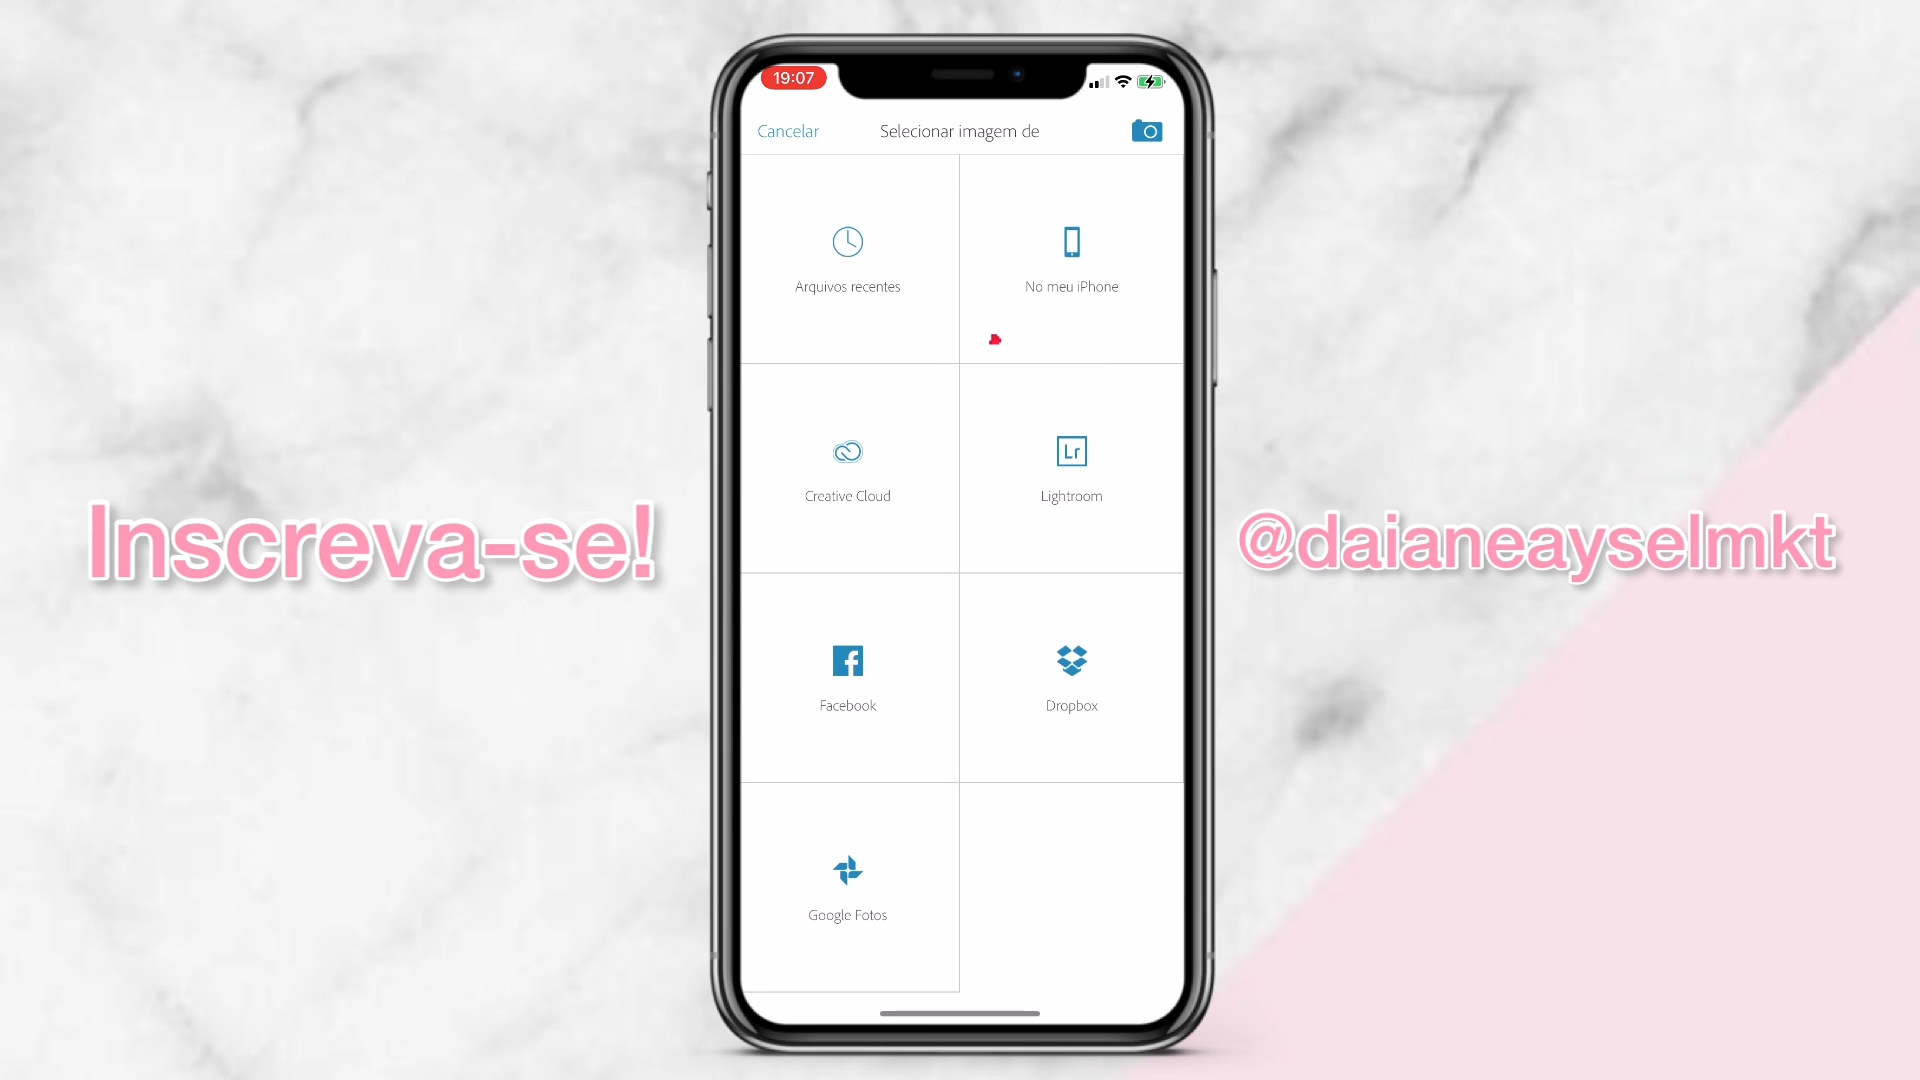 19:07
Cancelar
Selecionar imagem de
Arquivos recentes
No meu iPhone
Creative Cloud
Lr
Lightroom
Inscreva-se!
@daianeayselmkt
Facebook
Dropbox
Google Fotos